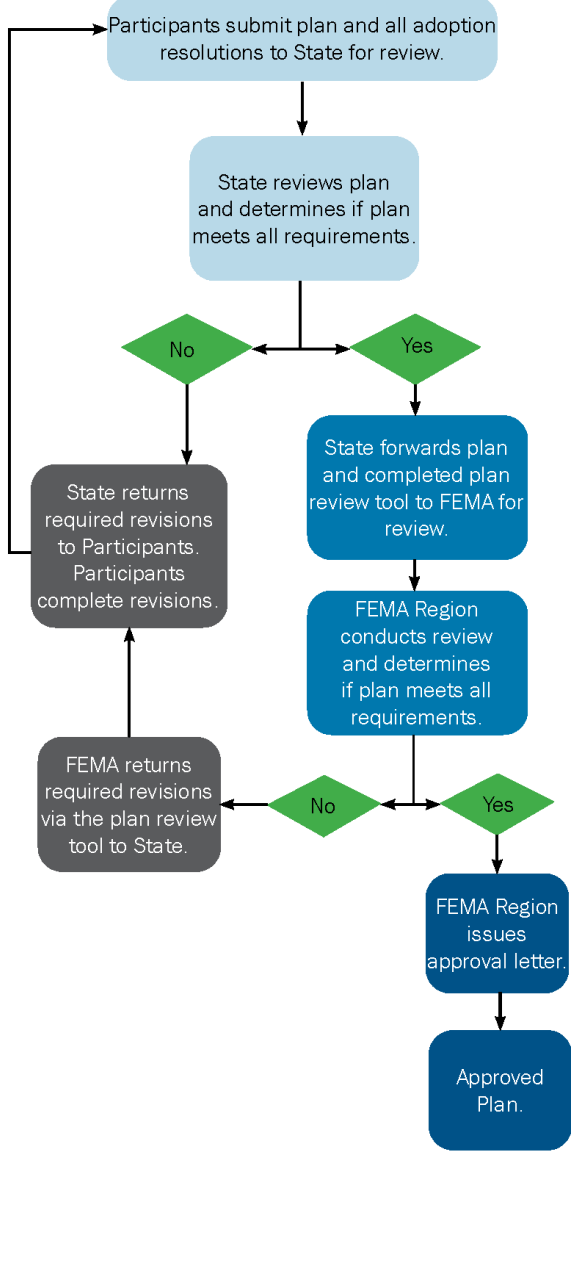 Participants submit plan and all adoption
resolutions to State for review.
State reviews plan
and determines if plan
meets all requirements.
No
Yes
State forwards plan
and completed plan
review tool to FEMA for
review.
State returns
required revisions
to Participants.
Participants
complete revisions.
FEMA Region
conducts review
and determines
if plan meets all
requirements.
FEMA returns
required revisions
via the plan review
tool to State.
No
Yes
FEMA Region
issues
approval letter.
Approved
Plan.